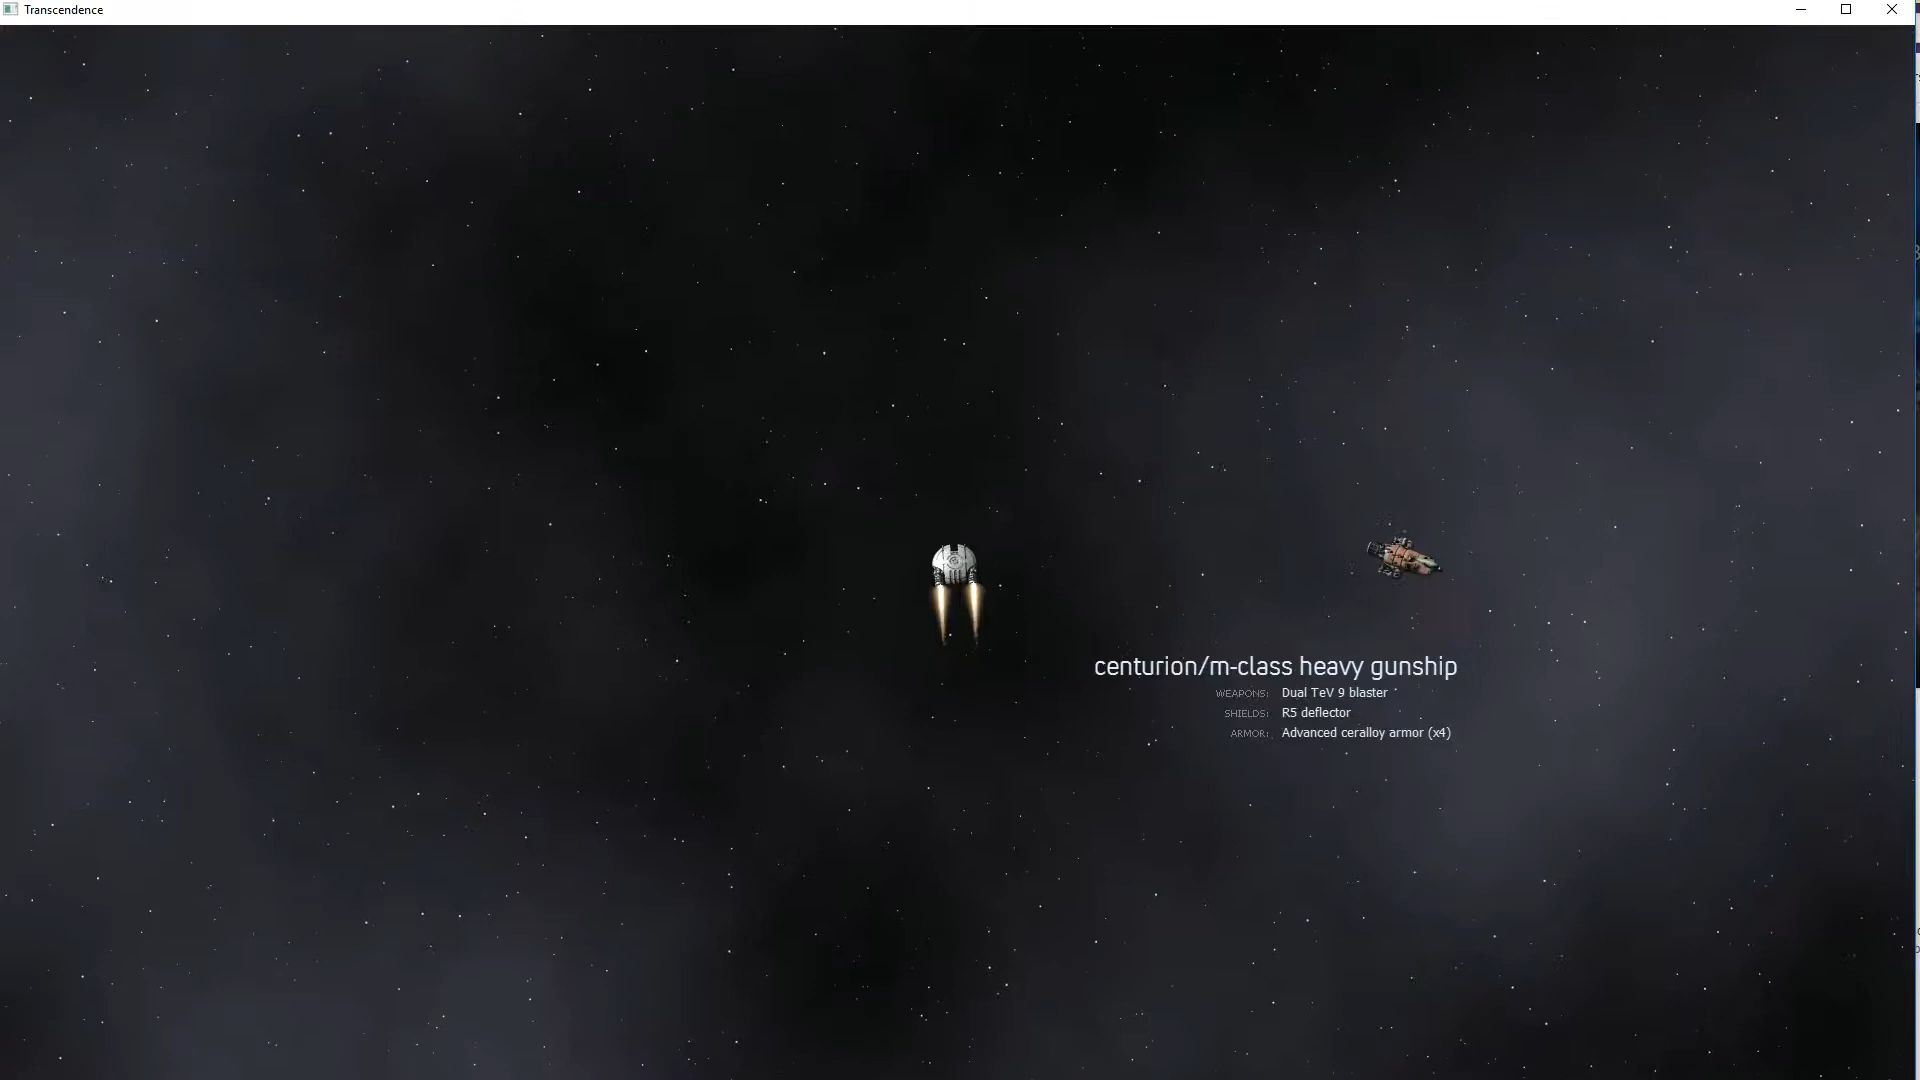 Transcendence
centurion/m-class heavy gunship
WEAPONS: Dual TeV 9 blaster
SHIELDS: R5 deflector
ARMOR: Advanced ceralloy armor (x4)